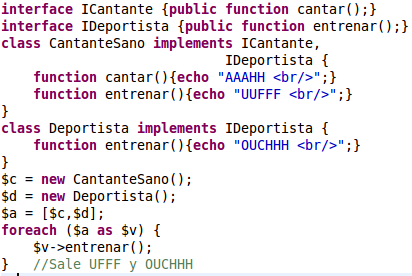 interface ICantante {public function cantar();}
interface IDeportista {public function entrenar();}
class CantanteSano implements ICantante,
                            IDeportista {
    function cantar(){echo "AAAHH <br/>";}
    function entrenar(){echo "UUFFF <br/>";}
}
class Deportista implements IDeportista {
    function entrenar(){echo "OUCHHH <br/>";}
}
$c = new CantanteSano();
$d = new Deportista();
$a = [$c,$d];
foreach ($a as $v) {
    $v->entrenar();
}  //Sale UFFF y OUCHHH